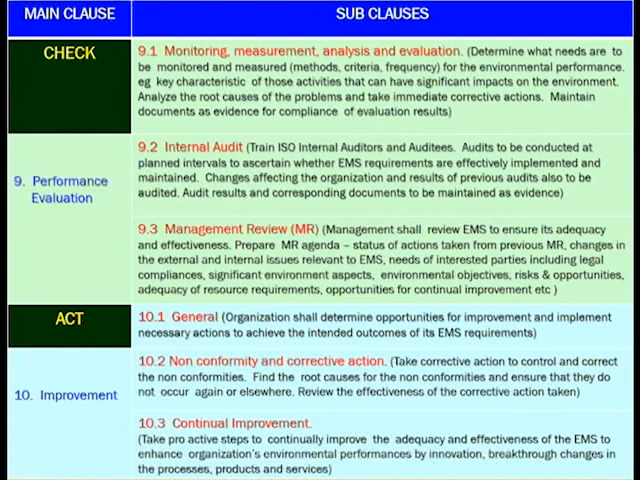 MAIN CLAUSE
SUB CLAUSES
CHECK
9.1 Monitoring, measurement, analysis and evaluation. (Determine what needs are to
be monitored and measured (methods, criteria, frequency) for the environmental performance.
eg key characteristic of those activities that can have significant impacts on the environment.
Analyze the root causes of the problems and take immediate corrective actions. Maintain
documents as evidence for compliance of evaluation results)
9. Performance
Evaluation
9.2 Internal Audit (Train ISO Internal Auditors and Auditees. Audits to be conducted at
planned intervals to ascertain whether EMS requirements are effectively implemented and
maintained. Changes affecting the organization and results of previous audits also to be
audited. Audit results and corresponding documents to be maintained as evidence)
9.3 Management Review (MR) (Management shall review EMS to ensure its adequacy
and effectiveness. Prepare MR agenda – status of actions taken from previous MR, changes in
the external and internal issues relevant to EMS, needs of interested parties including legal
compliances, significant environment aspects, environmental objectives, risks & opportunities,
adequacy of resource requirements, opportunities for continual improvement etc )
ACT
10.1 General (Organization shall determine opportunities for improvement and implement
necessary actions to achieve the intended outcomes of its EMS requirements)
10. Improvement
10.2 Non conformity and corrective action. (Take corrective action to control and correct
the non conformities. Find the root causes for the non conformities and ensure that they do
not occur again or elsewhere. Review the effectiveness of the corrective action taken)
10.3 Continual Improvement.
(Take pro active steps to continually improve the adequacy and effectiveness of the EMS to
enhance organization's environmental performances by innovation, breakthrough changes in
the processes, products and services)